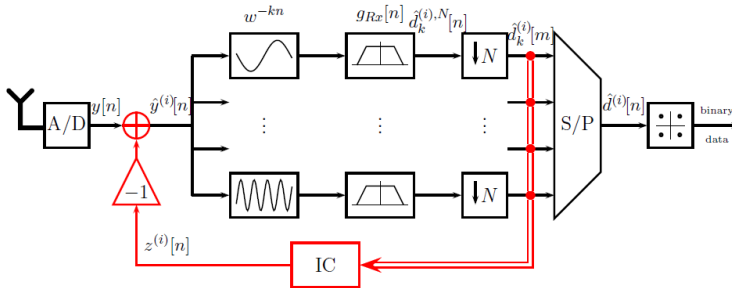 w^{-kn}
g_{Rx}[n]
\hat{d}_k^{(i),N}[n]
\hat{d}_k^{(i)}[m]
A/D
y[n]
\hat{y}^{(i)}[n]
↓N
S/P
\hat{d}^{(i)}[n]
binary
data
⋮
⋮
⋮
−1
↓N
z^{(i)}[n]
IC